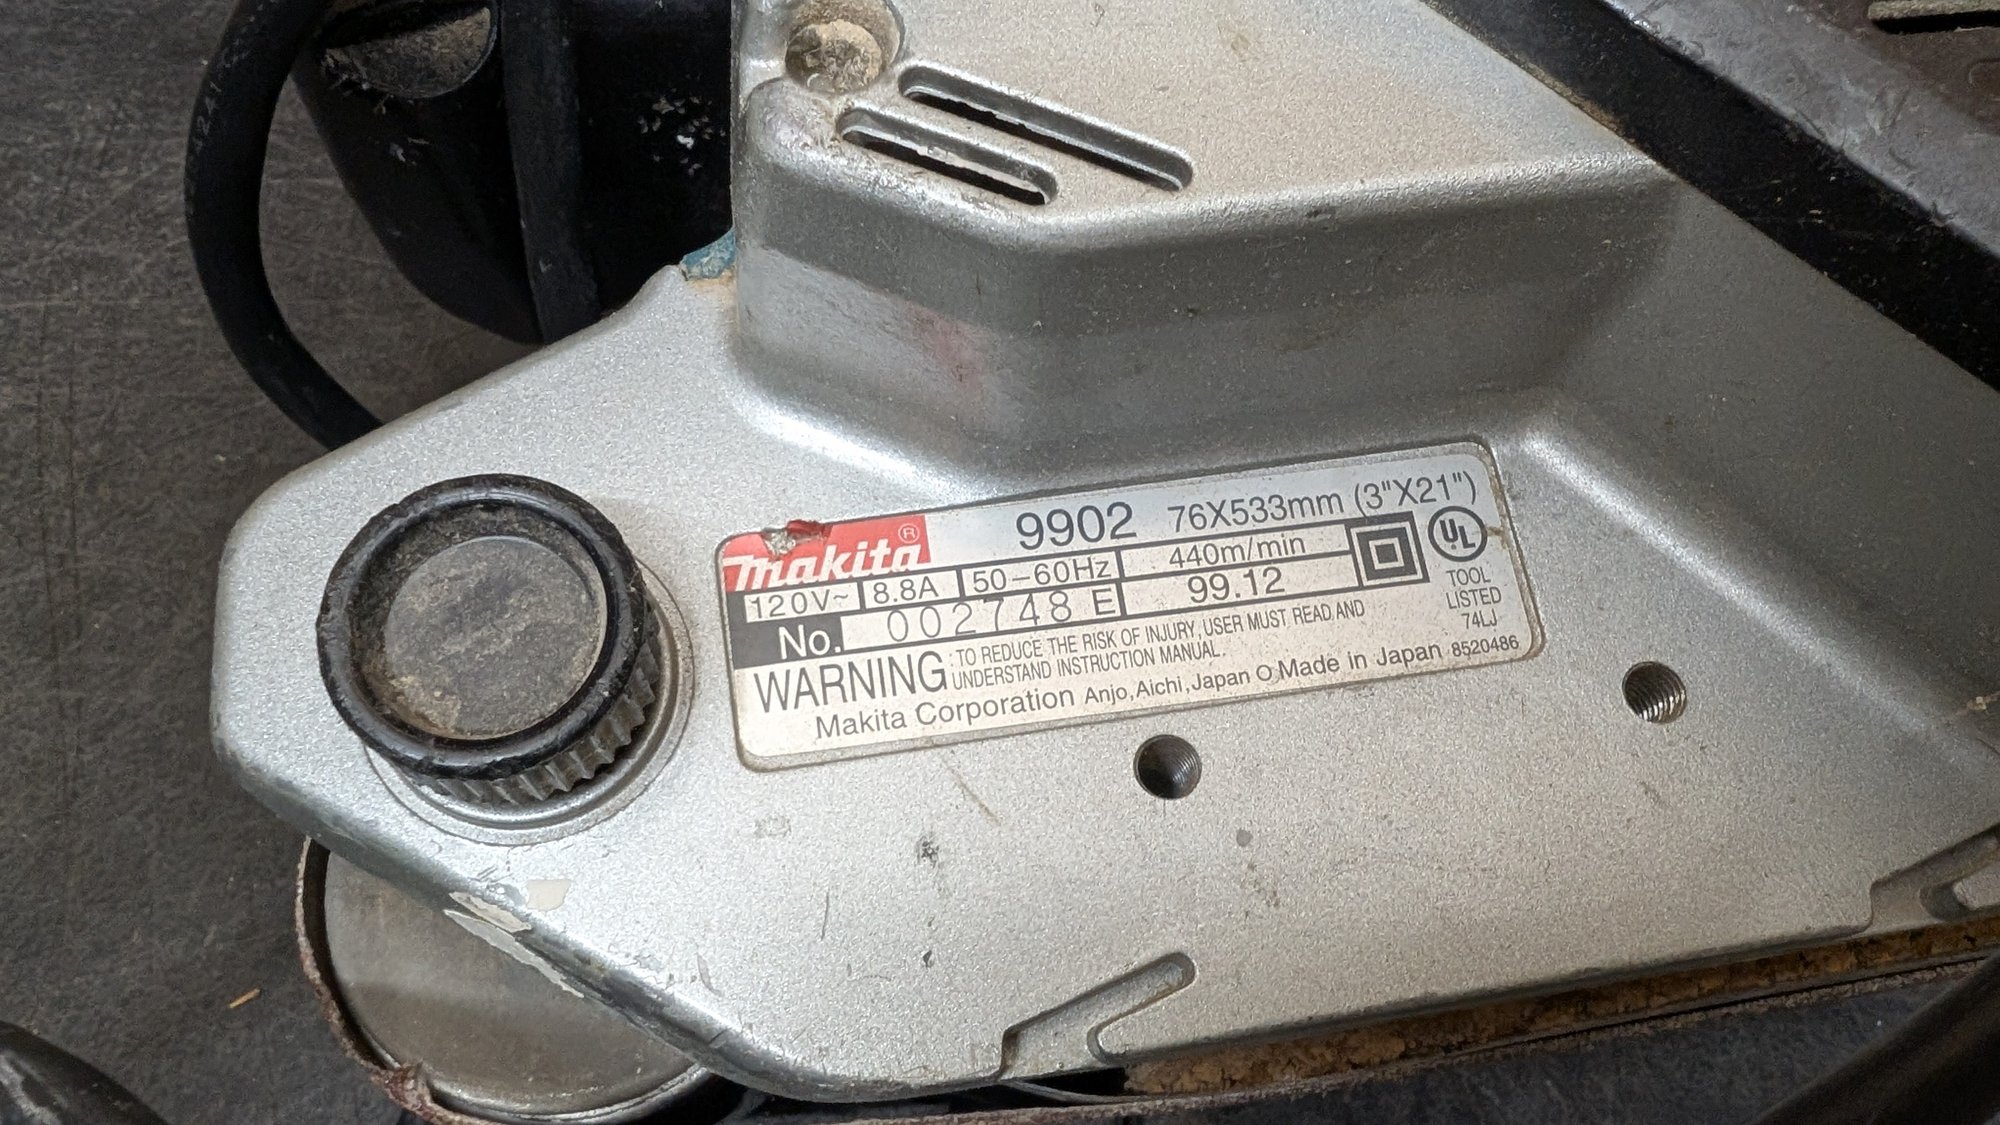 makita ® 9902 76X533mm (3"X21")
120V~ 8.8A 50–60Hz 440m/min
No. 002748 E 99.12
UL
TOOL
LISTED
74LJ
WARNING : TO REDUCE THE RISK OF INJURY, USER MUST READ AND
UNDERSTAND INSTRUCTION MANUAL.
Makita Corporation Anjo, Aichi, Japan O Made in Japan 8520486